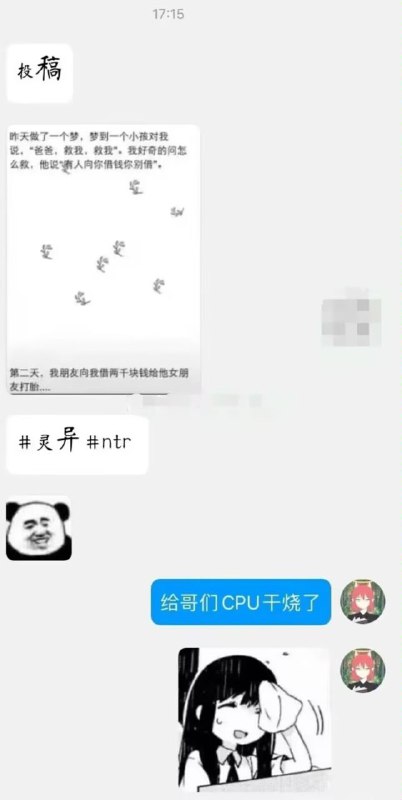 17:15
投稿
昨天做了一个梦，梦到一个小孩对我
说，“爸爸，救我，救我”。我好奇的问怎
么救，他说“有人向你借钱你别借”。
第二天，我朋友向我借两千块钱给他女朋
友打胎....
#灵异 #ntr
给哥们CPU干烧了